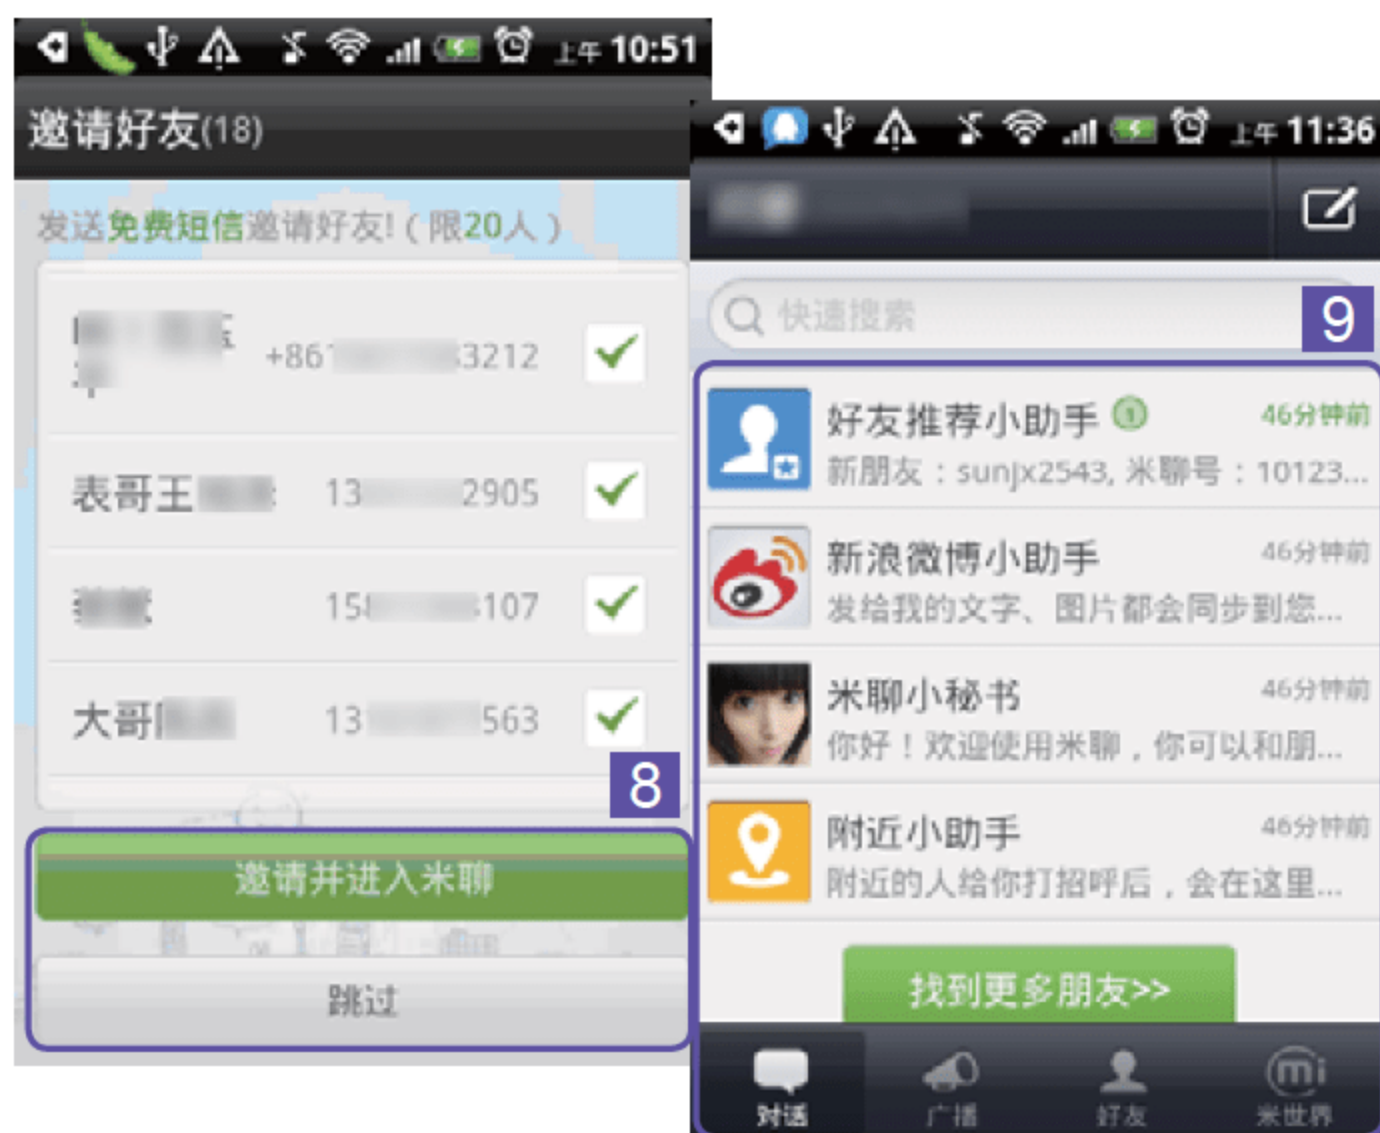 上午 10:51
邀请好友(18)
发送免费短信邀请好友!(限20人)
+861 3212
表哥王 13 2905
15 107
大哥 13 563
8
邀请并进入米聊
跳过
上午 11:36
快速搜索
9
好友推荐小助手 1 46分钟前
新朋友:sunjx2543, 米聊号:10123...
新浪微博小助手 46分钟前
发给我的文字、图片都会同步到您...
米聊小秘书 46分钟前
你好!欢迎使用米聊,你可以和朋...
附近小助手 46分钟前
附近的人给你打招呼后,会在这里...
找到更多朋友>>
对话 广播 好友 米世界